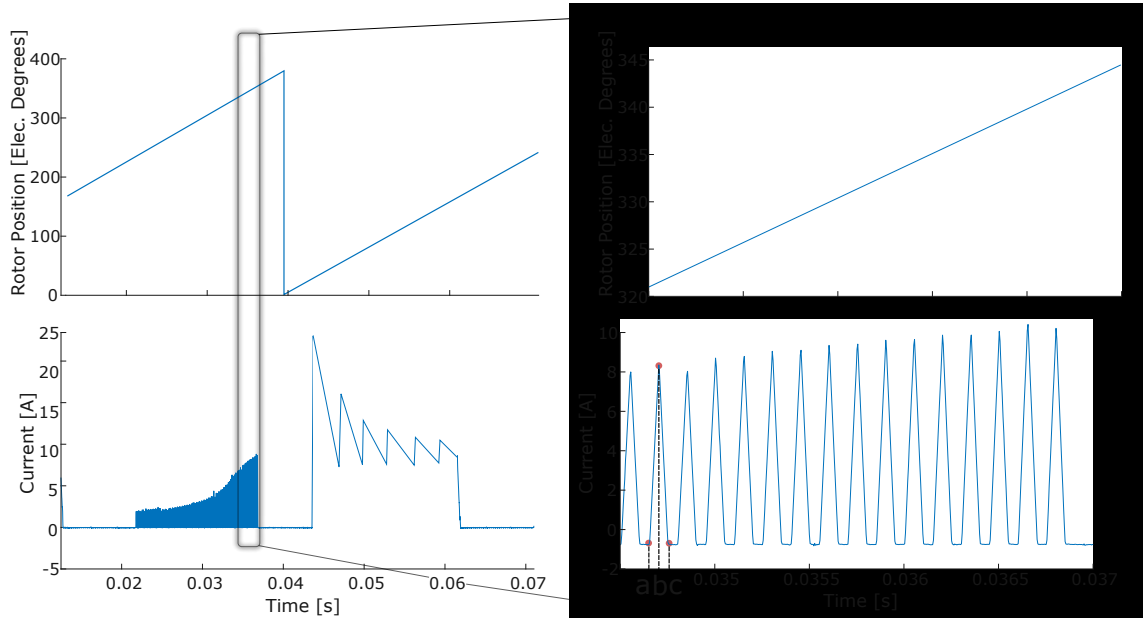 Rotor Position [Elec. Degrees]
400
300
200
100
0
Current [A]
25
20
15
10
5
0
-5
0.02 0.03 0.04 0.05 0.06 0.07
Time [s]
Rotor Position [Elec. Degrees]
345
340
335
330
325
320
Current [A]
10
8
6
4
2
0
-2
abc
0.035 0.0355 0.036 0.0365 0.037
Time [s]